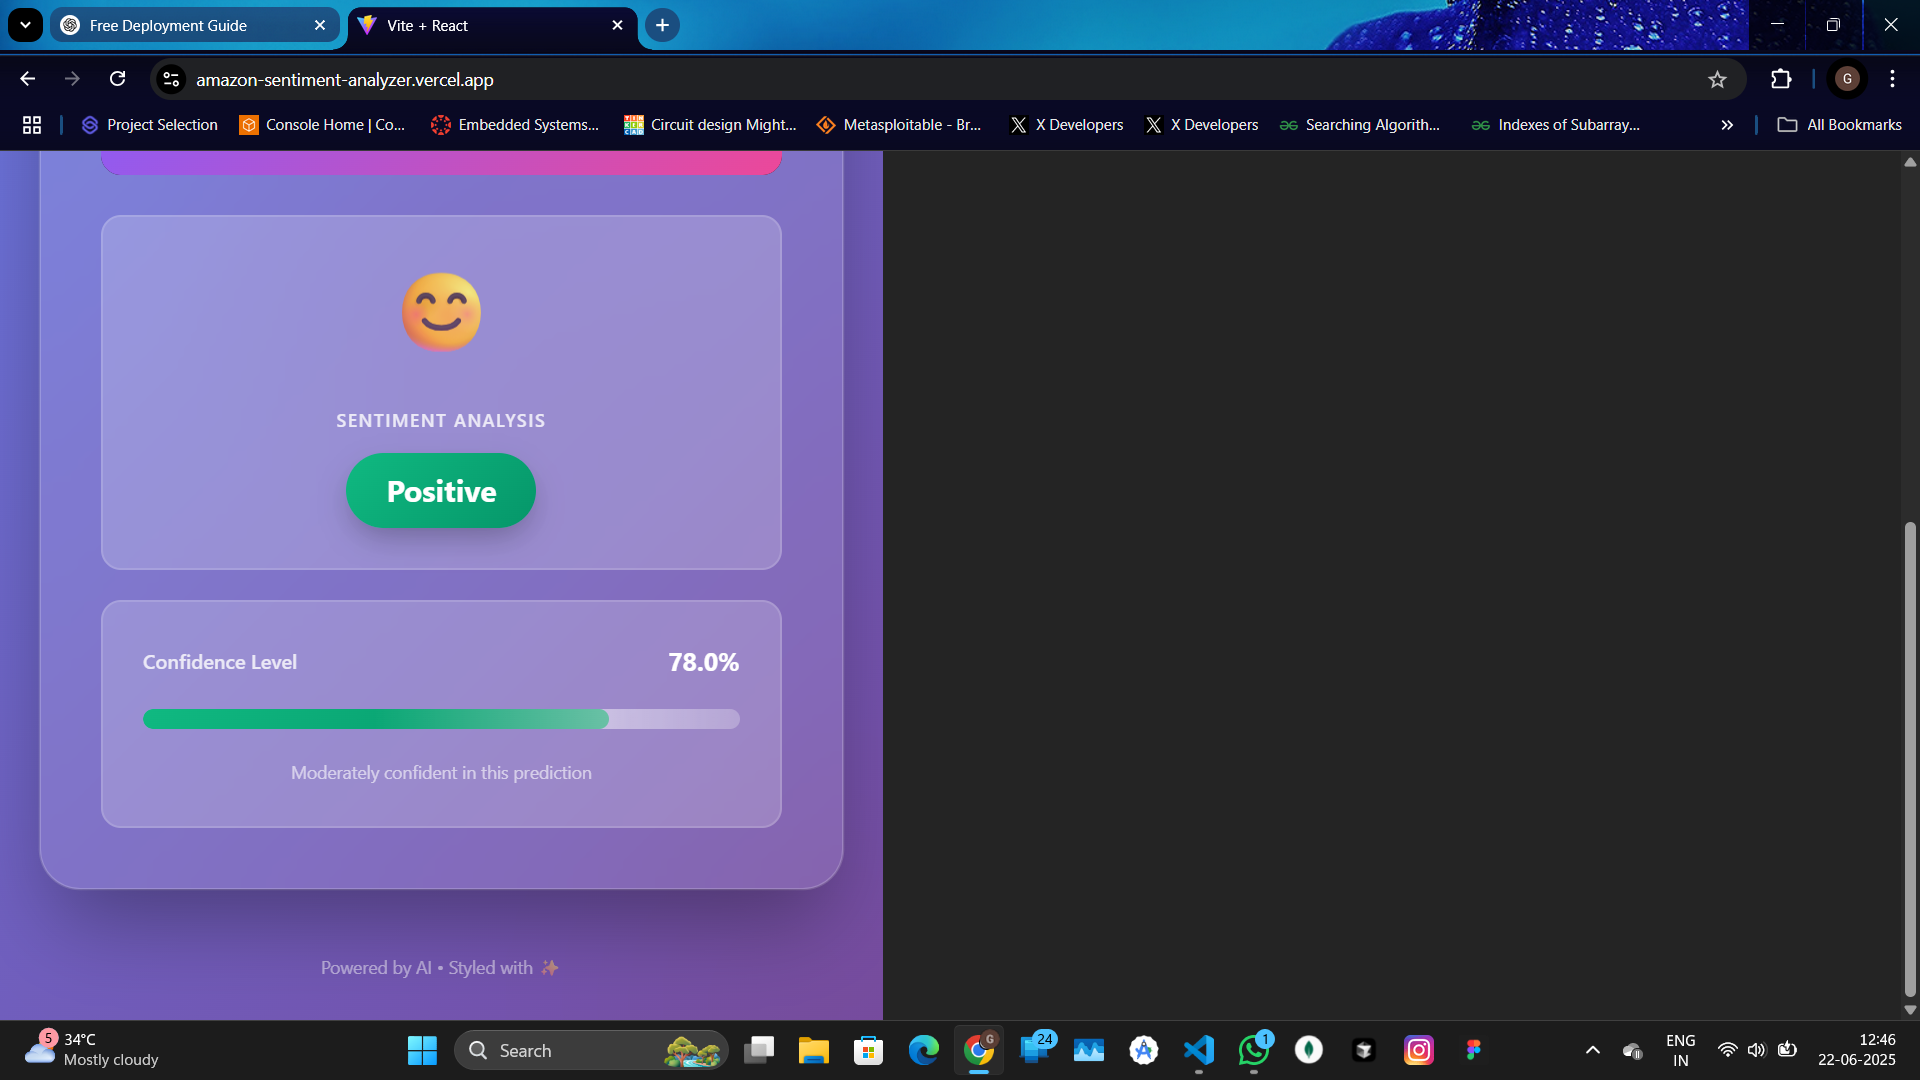 Free Deployment Guide
Vite + React
amazon-sentiment-analyzer.vercel.app
G
Project Selection
Console Home | Co...
Embedded Systems...
Circuit design Might...
Metasploitable - Br...
X Developers
X Developers
Searching Algorith...
Indexes of Subarray...
All Bookmarks
SENTIMENT ANALYSIS
Positive
Confidence Level 78.0%
Moderately confident in this prediction
Powered by AI • Styled with ✨
5
34°C
Mostly cloudy
Search
G
24
1
ENG
IN
12:46
22-06-2025